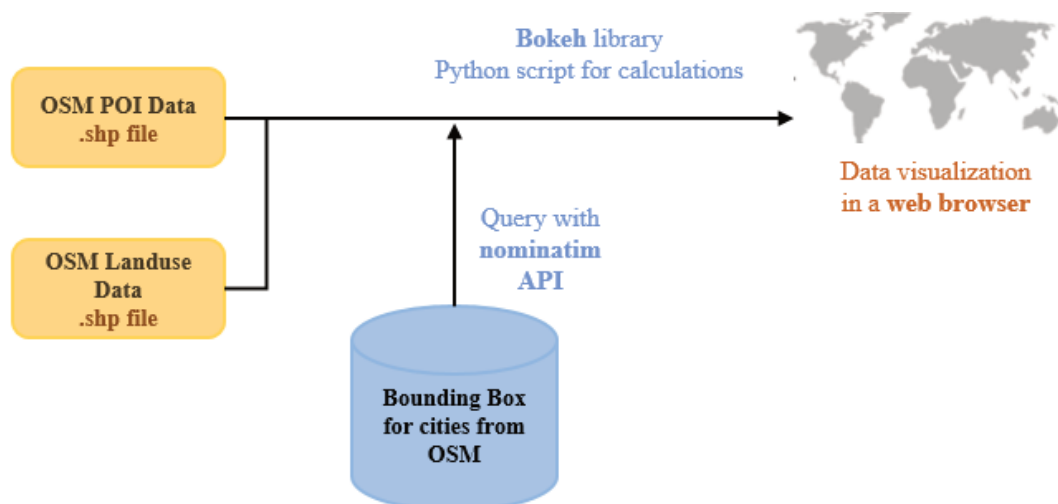 Bokeh library
Python script for calculations
OSM POI Data
.shp file
Data visualization
in a web browser
Query with
nominatim
API
OSM Landuse
Data
.shp file
Bounding Box
for cities from
OSM